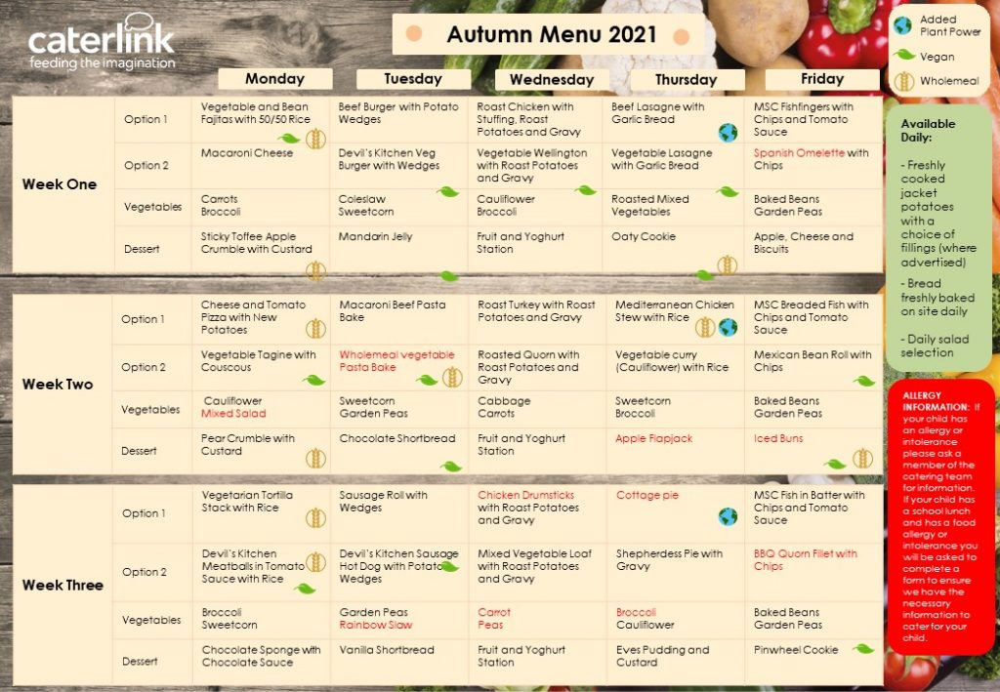 caterlink
feeding the imagination
Autumn Menu 2021
Added
Plant Power
Vegan
Wholemeal
Monday
Tuesday
Wednesday
Thursday
Friday
Week One
Option 1
Vegetable and Bean
Fajitas with 50/50 Rice
Beef Burger with Potato
Wedges
Roast Chicken with
Stuffing, Roast
Potatoes and Gravy
Beef Lasagne with
Garlic Bread
MSC Fishfingers with
Chips and Tomato
Sauce
Option 2
Macaroni Cheese
Devil's Kitchen Veg
Burger with Wedges
Vegetable Wellington
with Roast Potatoes
and Gravy
Vegetable Lasagne
with Garlic Bread
Spanish Omelette with
Chips
Vegetables
Carrots
Broccoli
Coleslaw
Sweetcorn
Cauliflower
Broccoli
Roasted Mixed
Vegetables
Baked Beans
Garden Peas
Dessert
Sticky Toffee Apple
Crumble with Custard
Mandarin Jelly
Fruit and Yoghurt
Station
Oaty Cookie
Apple, Cheese and
Biscuits
Week Two
Option 1
Cheese and Tomato
Pizza with New
Potatoes
Macaroni Beef Pasta
Bake
Roast Turkey with Roast
Potatoes and Gravy
Mediterranean Chicken
Stew with Rice
MSC Breaded Fish with
Chips and Tomato
Sauce
Option 2
Vegetable Tagine with
Couscous
Wholemeal vegetable
Pasta Bake
Roasted Quorn with
Roast Potatoes and
Gravy
Vegetable curry
(Cauliflower) with Rice
Mexican Bean Roll with
Chips
Vegetables
Cauliflower
Mixed Salad
Sweetcorn
Garden Peas
Cabbage
Carrots
Sweetcorn
Broccoli
Baked Beans
Garden Peas
Dessert
Pear Crumble with
Custard
Chocolate Shortbread
Fruit and Yoghurt
Station
Apple Flapjack
Iced Buns
Week Three
Option 1
Vegetarian Tortilla
Stack with Rice
Sausage Roll with
Wedges
Chicken Drumsticks
with Roast Potatoes
and Gravy
Cottage pie
MSC Fish in Batter with
Chips and Tomato
Sauce
Option 2
Devil's Kitchen
Meatballs in Tomato
Sauce with Rice
Devil's Kitchen Sausage
Hot Dog with Potato
Wedges
Mixed Vegetable Loaf
with Roast Potatoes
and Gravy
Shepherdess Pie with
Gravy
BBQ Quorn Fillet with
Chips
Vegetables
Broccoli
Sweetcorn
Garden Peas
Rainbow Slaw
Carrot
Peas
Broccoli
Cauliflower
Baked Beans
Garden Peas
Dessert
Chocolate Sponge with
Chocolate Sauce
Vanilla Shortbread
Fruit and Yoghurt
Station
Eves Pudding and
Custard
Pinwheel Cookie
Available
Daily:
- Freshly
cooked
jacket
potatoes
with a
choice of
fillings (where
advertised)
- Bread
freshly baked
on site daily
- Daily salad
selection
ALLERGY
INFORMATION: If
your child has
an allergy or
intolerance
please ask a
member of the
catering team
for information.
If your child has
a school lunch
and has a food
allergy or
intolerance you
will be asked to
complete a
form to ensure
we have the
necessary
information to
cater for your
child.